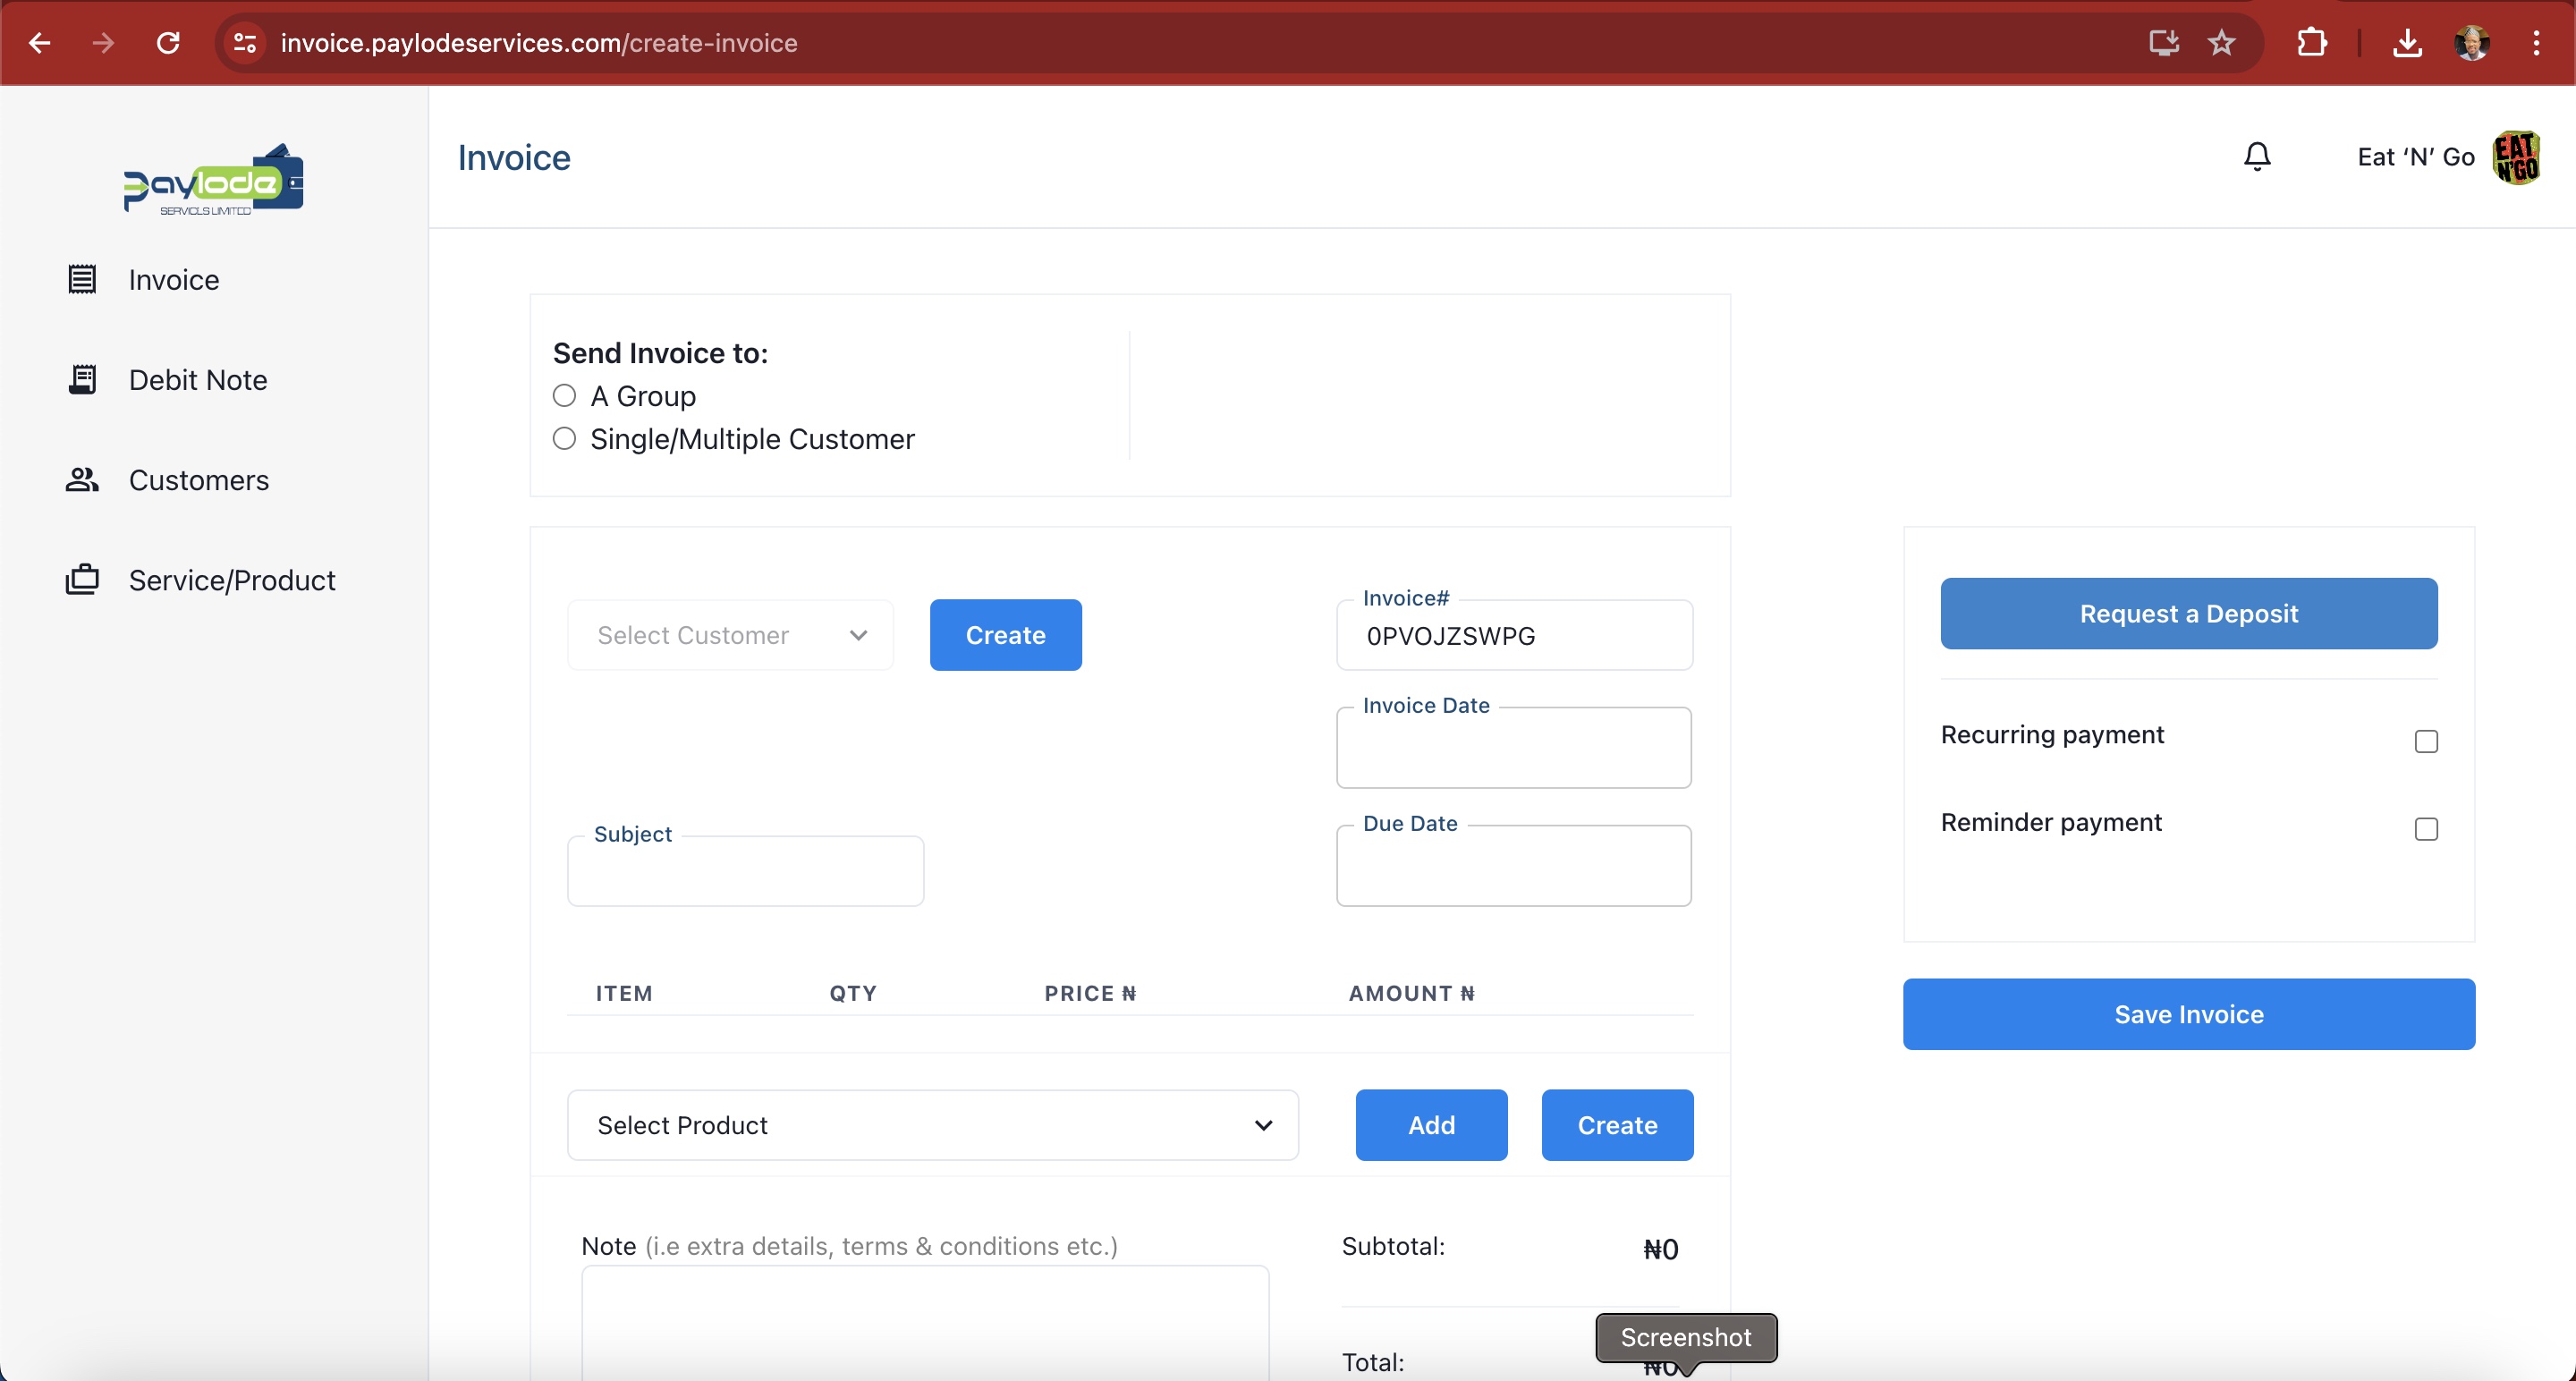 invoice.paylodeservices.com/create-invoice
paylode
SERVICES LIMITED
Invoice
Debit Note
Customers
Service/Product
Invoice
Eat ‘N’ Go
EAT N'GO
Send Invoice to:
A Group
Single/Multiple Customer
Select Customer
Create
Invoice#
0PVOJZSWPG
Invoice Date
Subject
Due Date
ITEM QTY PRICE ₦ AMOUNT ₦
Select Product
Add
Create
Note (i.e extra details, terms & conditions etc.)
Subtotal: ₦0
Total: ₦0
Screenshot
Request a Deposit
Recurring payment
Reminder payment
Save Invoice